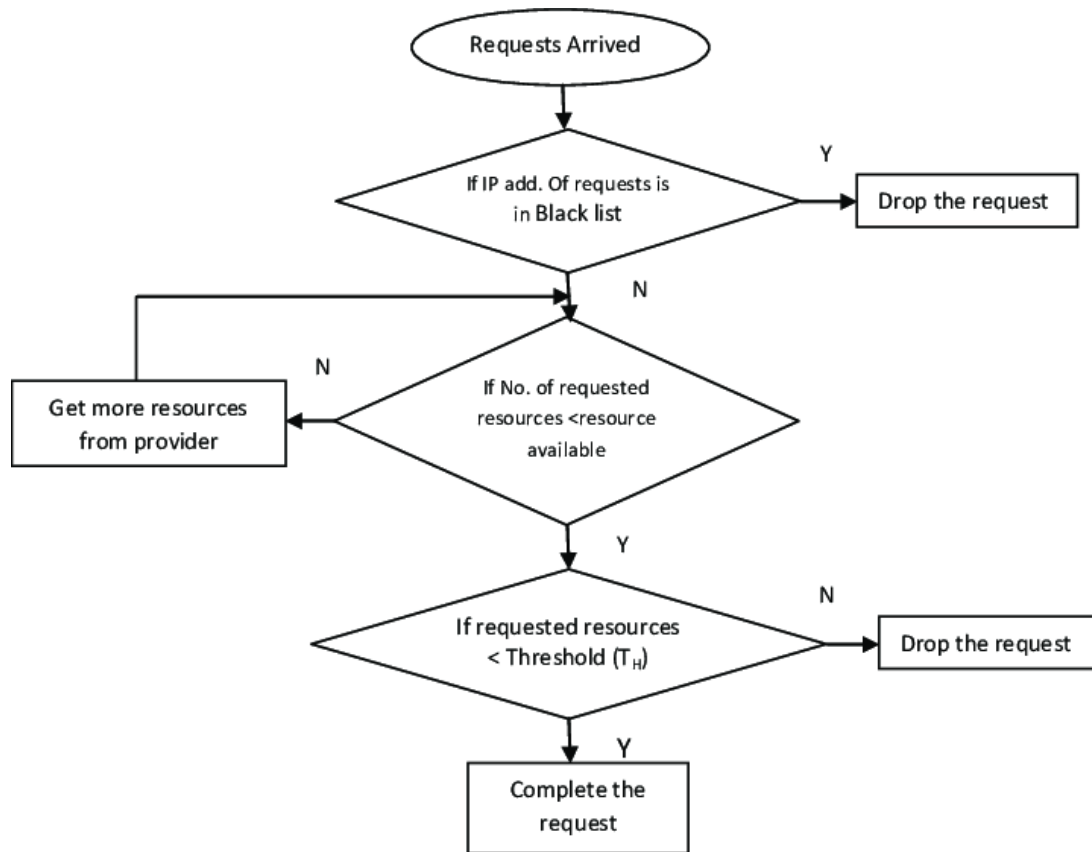 Requests Arrived
Y
If IP add. Of requests is
in Black list
Drop the request
N
N
If No. of requested
resources <resource
available
Get more resources
from provider
Y
N
If requested resources
< Threshold (TH)
Drop the request
Y
Complete the
request